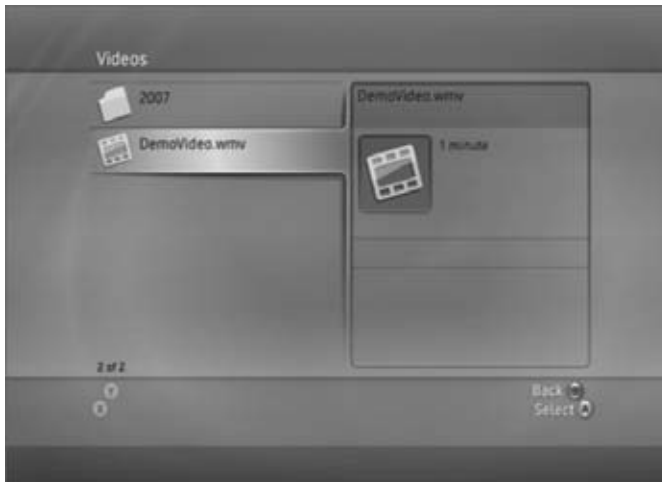 Videos
2007
DemoVideo.wmv
DemoVideo.wmv
1 minute
2 of 2
Y
X
Back B
Select A